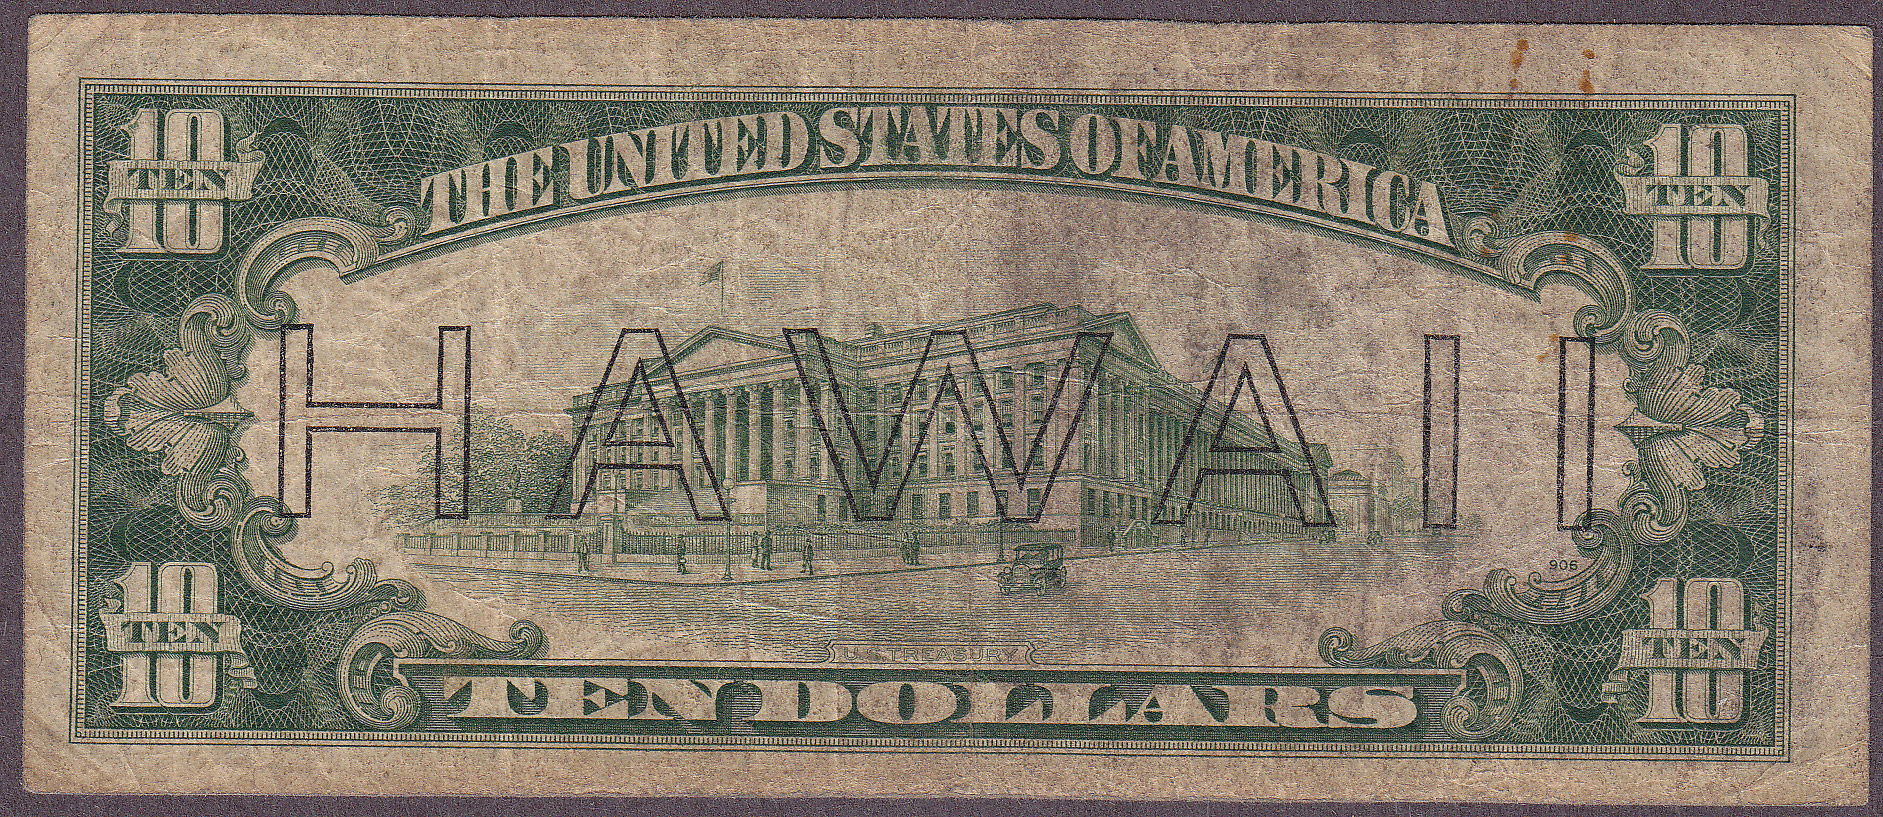 10 TEN 10
THE UNITED STATES OF AMERICA
10 TEN 10
HAWAII
906
10 TEN 10
U.S. TREASURY
10 TEN 10
TEN DOLLARS